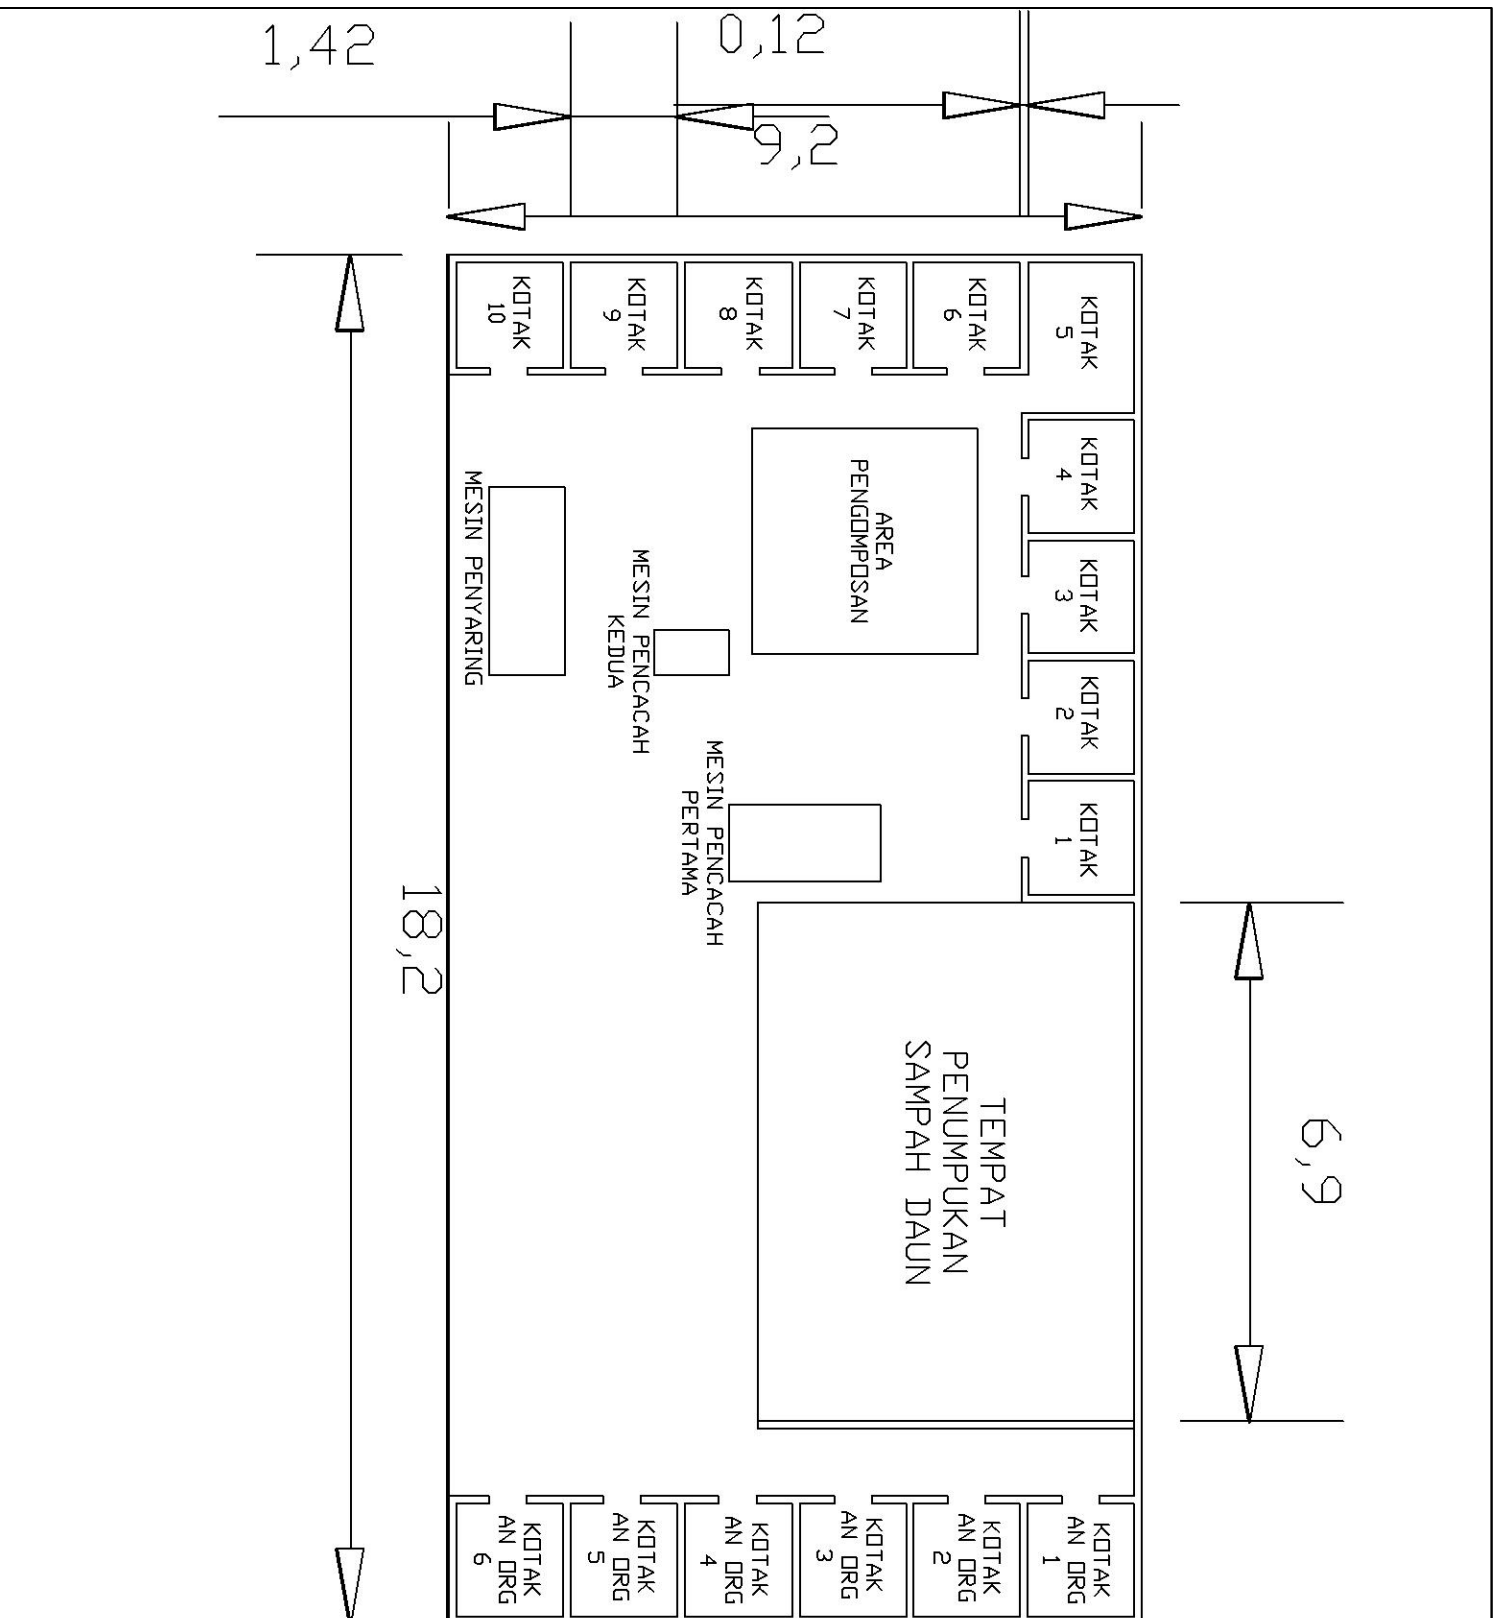 1,42
0,12
9,2
KOTAK
10
KOTAK
9
KOTAK
8
KOTAK
7
KOTAK
6
KOTAK
5
KOTAK
4
KOTAK
3
KOTAK
2
KOTAK
1
AREA
PENGOMPOSAN
MESIN PENYARING
MESIN PENCACAH
KEDUA
MESIN PENCACAH
PERTAMA
18,2
6,9
TEMPAT
PENUMPUKAN
SAMPAH DAUN
KOTAK
AN ORG
6
KOTAK
AN ORG
5
KOTAK
AN ORG
4
KOTAK
AN ORG
3
KOTAK
AN ORG
2
KOTAK
AN ORG
1